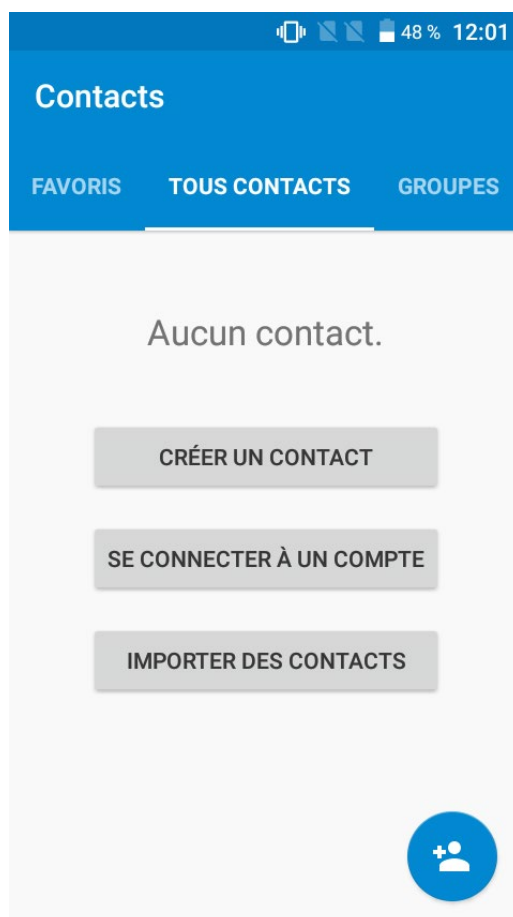 48 % 12:01
Contacts
FAVORIS TOUS CONTACTS GROUPES
Aucun contact.
CRÉER UN CONTACT
SE CONNECTER À UN COMPTE
IMPORTER DES CONTACTS